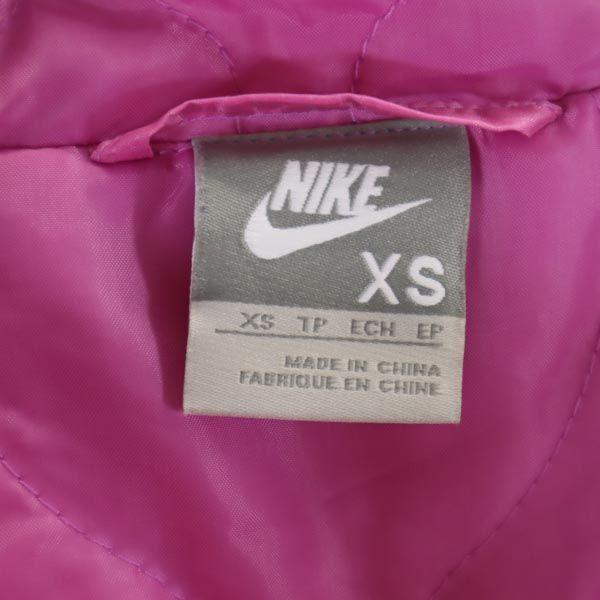 NIKE
XS
XS TP ECH EP
MADE IN CHINA
FABRIQUE EN CHINE